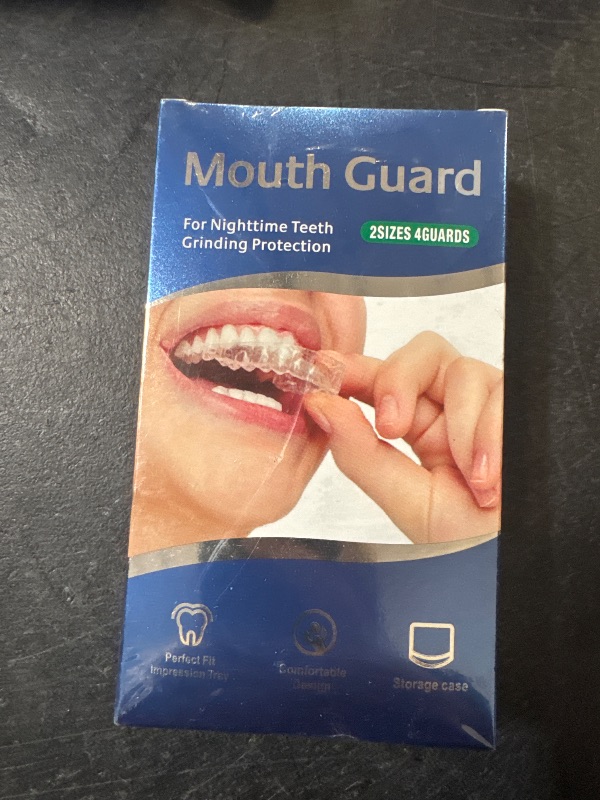 Mouth Guard
For Nighttime Teeth
Grinding Protection
2SIZES 4GUARDS
Perfect Fit
Impression Tray
Comfortable
Design
Storage case